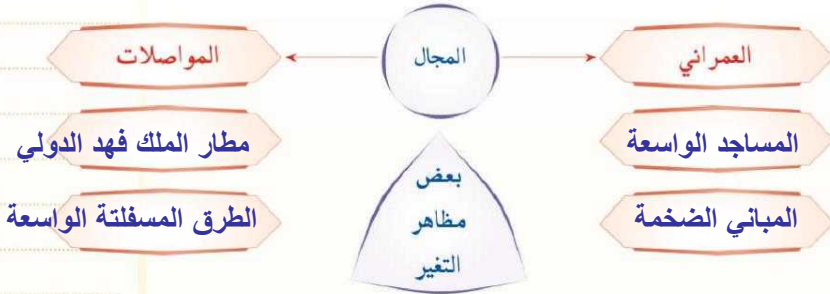 العمراني
المجال
المواصلات
المساجد الواسعة
مطار الملك فهد الدولي
بعض
مظاهر
التغير
المباني الضخمة
الطرق المسفلتة الواسعة